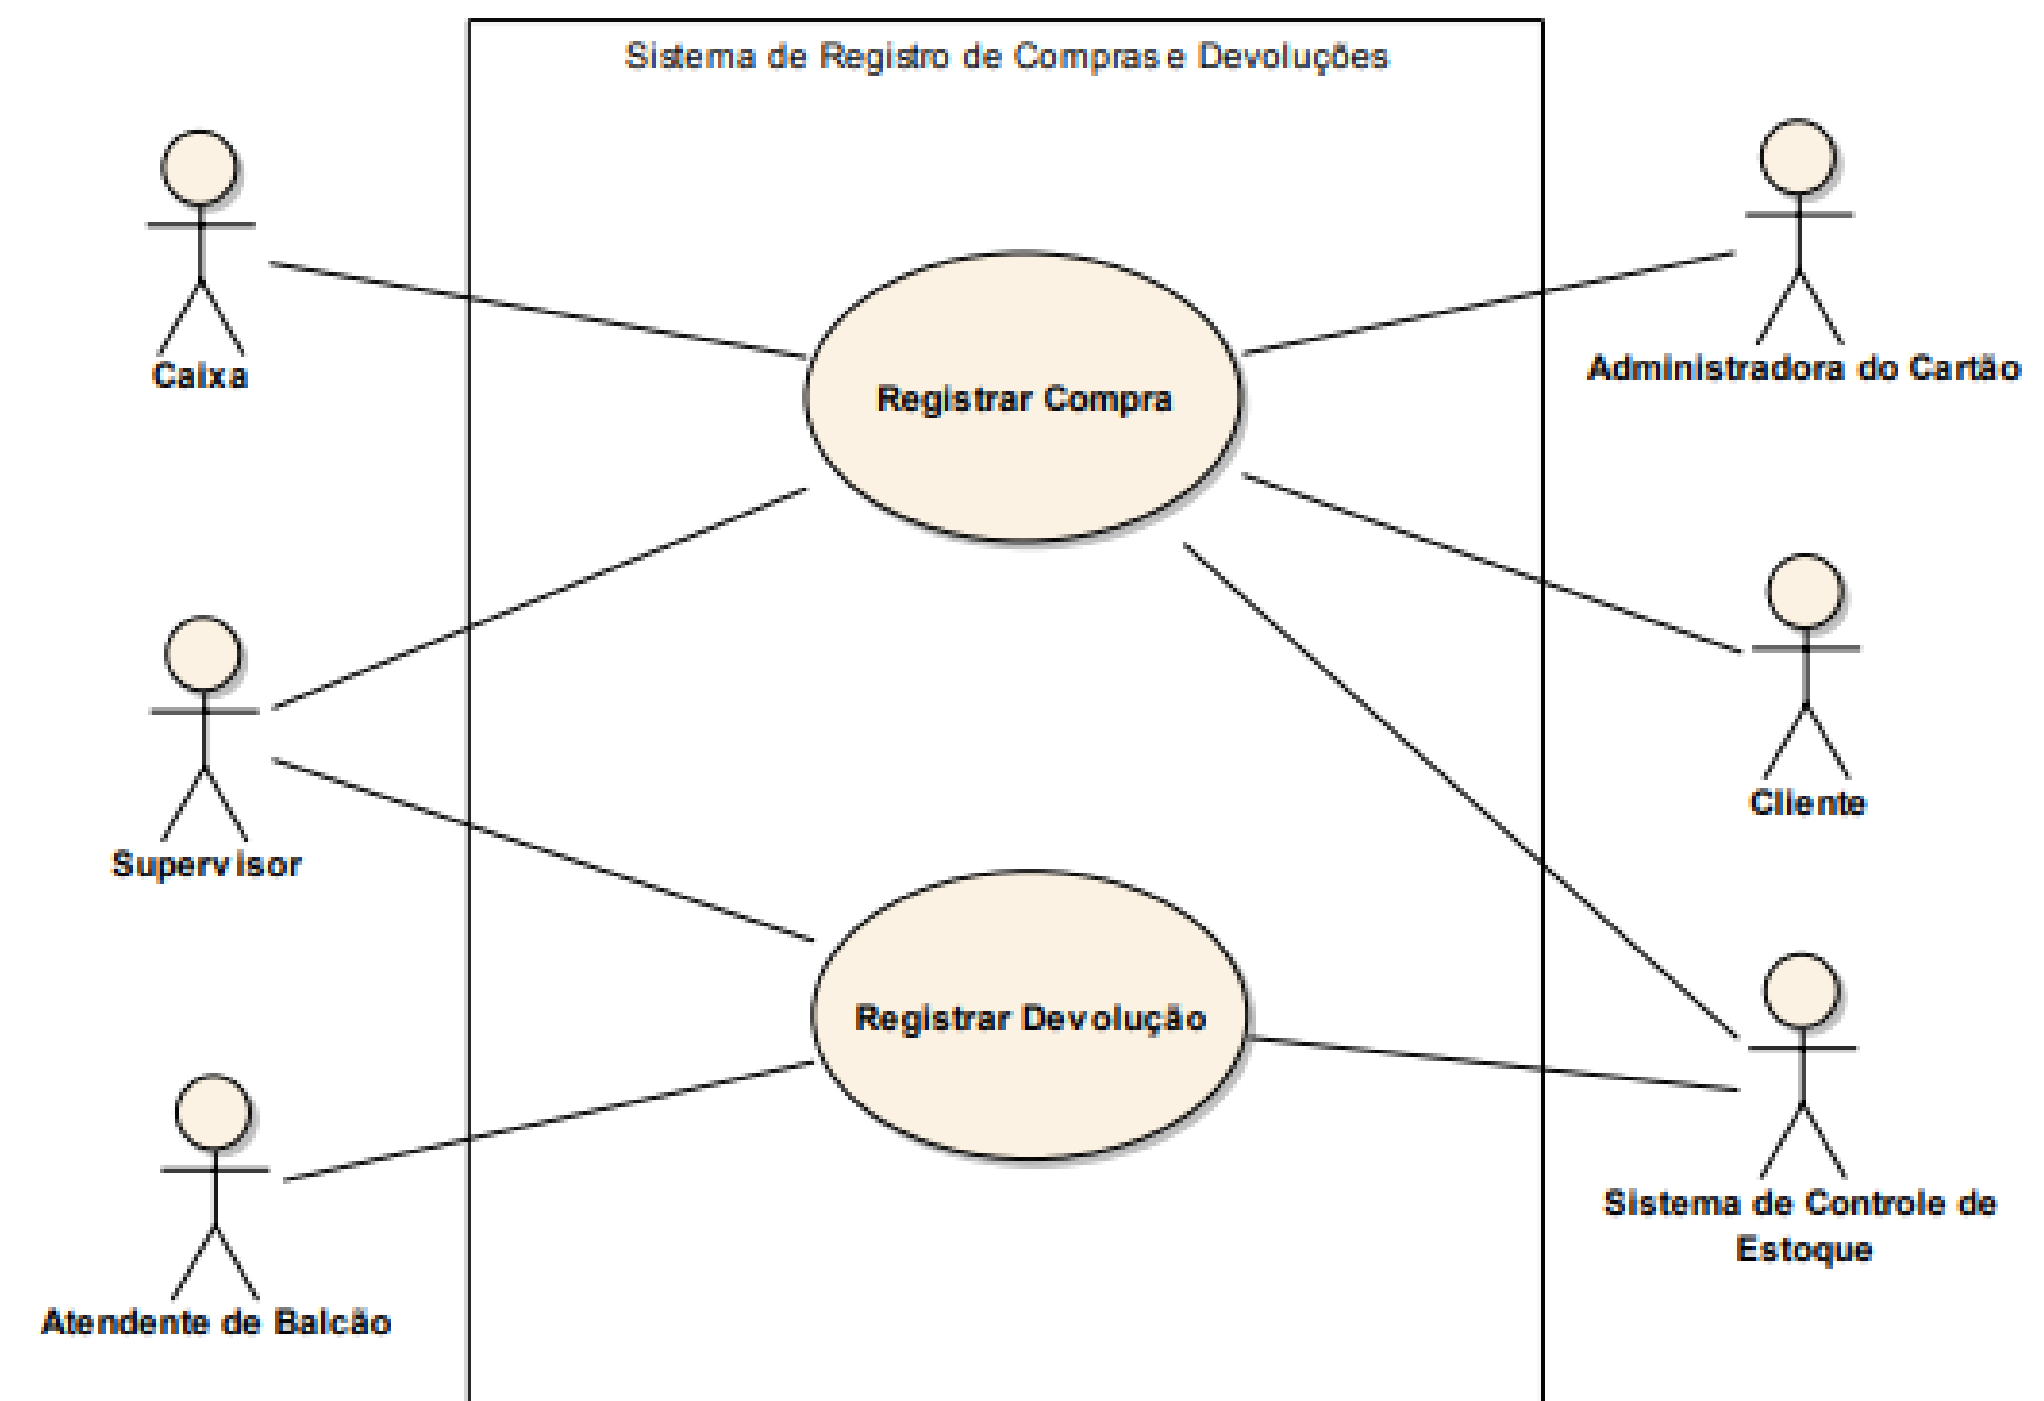 Sistema de Registro de Compras e Devoluções
Caixa
Administradora do Cartão
Registrar Compra
Cliente
Supervisor
Registrar Devolução
Sistema de Controle de
Estoque
Atendente de Balcão